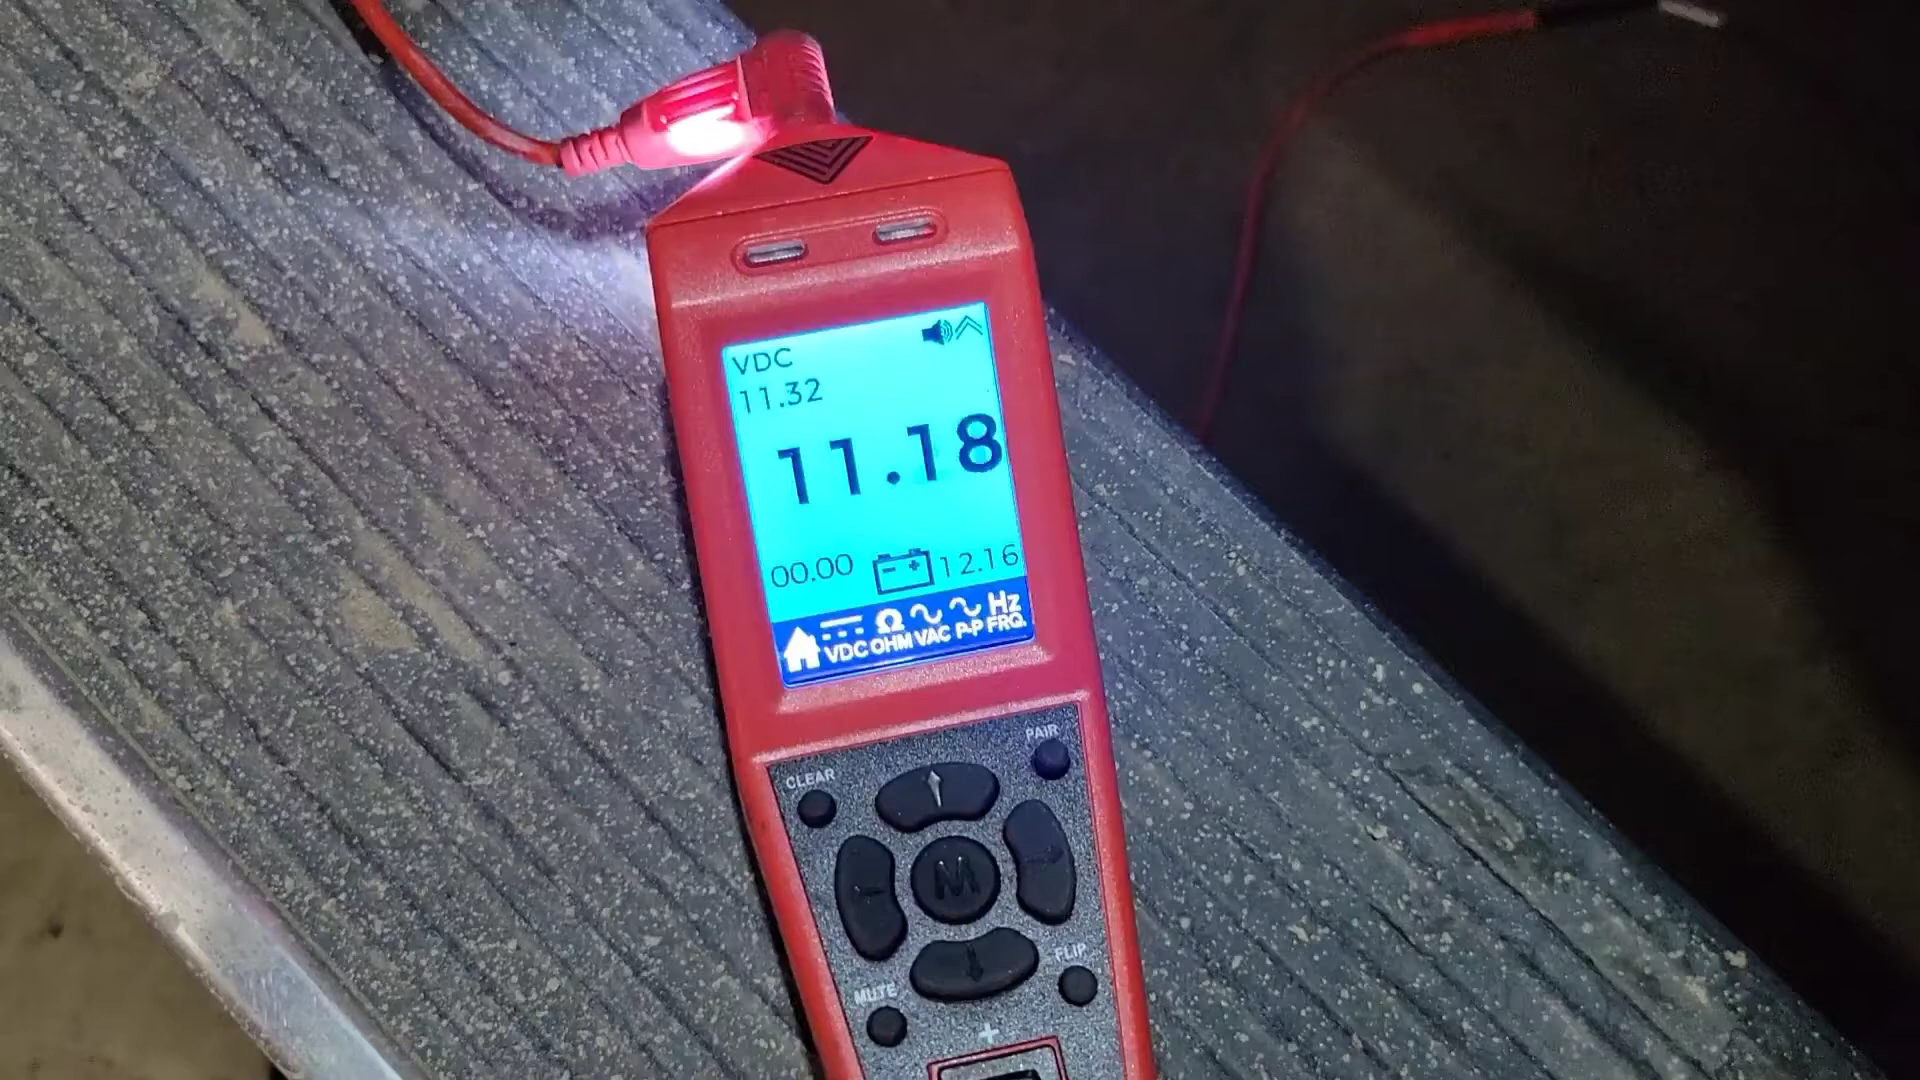 VDC
11.32
11.18
00.00 12.16
Ω Hz
VDC OHM VAC P-P FRQ.
PAIR
CLEAR
M
FLIP
MUTE
+